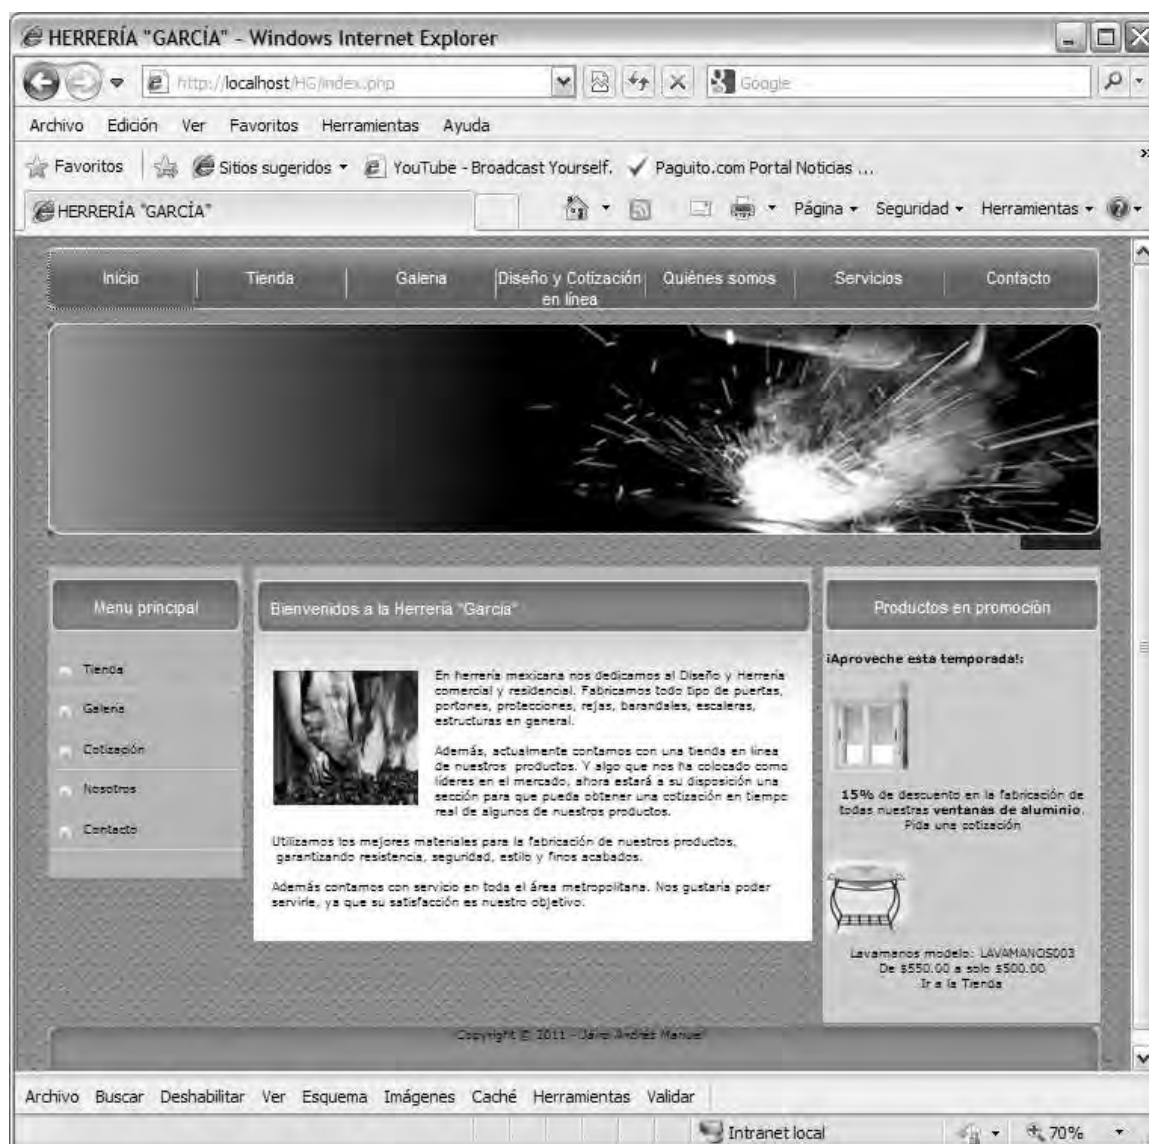 HERRERÍA "GARCÍA" - Windows Internet Explorer
http://localhost/HG/index.php
Google
Archivo Edición Ver Favoritos Herramientas Ayuda
Favoritos Sitios sugeridos YouTube - Broadcast Yourself. Paguito.com Portal Noticias ...
HERRERÍA "GARCÍA"
Página Seguridad Herramientas
Inicio Tienda Galeria Diseño y Cotización en línea Quiénes somos Servicios Contacto
Menu principal
Tienda
Galeria
Cotización
Nosotros
Contacto
Bienvenidos a la Herreria "Garcia"
En herrería mexicana nos dedicamos al Diseño y Herrería
comercial y residencial. Fabricamos todo tipo de puertas,
portones, protecciones, rejas, barandales, escaleras,
estructuras en general.
Además, actualmente contamos con una tienda en línea
de nuestros productos. Y algo que nos ha colocado como
líderes en el mercado, ahora estará a su disposición una
sección para que pueda obtener una cotización en tiempo
real de algunos de nuestros productos.
Utilizamos los mejores materiales para la fabricación de nuestros productos,
garantizando resistencia, seguridad, estilo y finos acabados.
Además contamos con servicio en toda el área metropolitana. Nos gustaría poder
servirle, ya que su satisfacción es nuestro objetivo.
Productos en promoción
¡Aproveche esta temporada!:
15% de descuento en la fabricación de
todas nuestras ventanas de aluminio.
Pida una cotización
Lavamanos modelo: LAVAMANOS003
De $550.00 a solo $500.00
Ir a la Tienda
Copyright © 2011 - Jairo Andrés Manuel
Archivo Buscar Deshabilitar Ver Esquema Imágenes Caché Herramientas Validar
Intranet local 70%